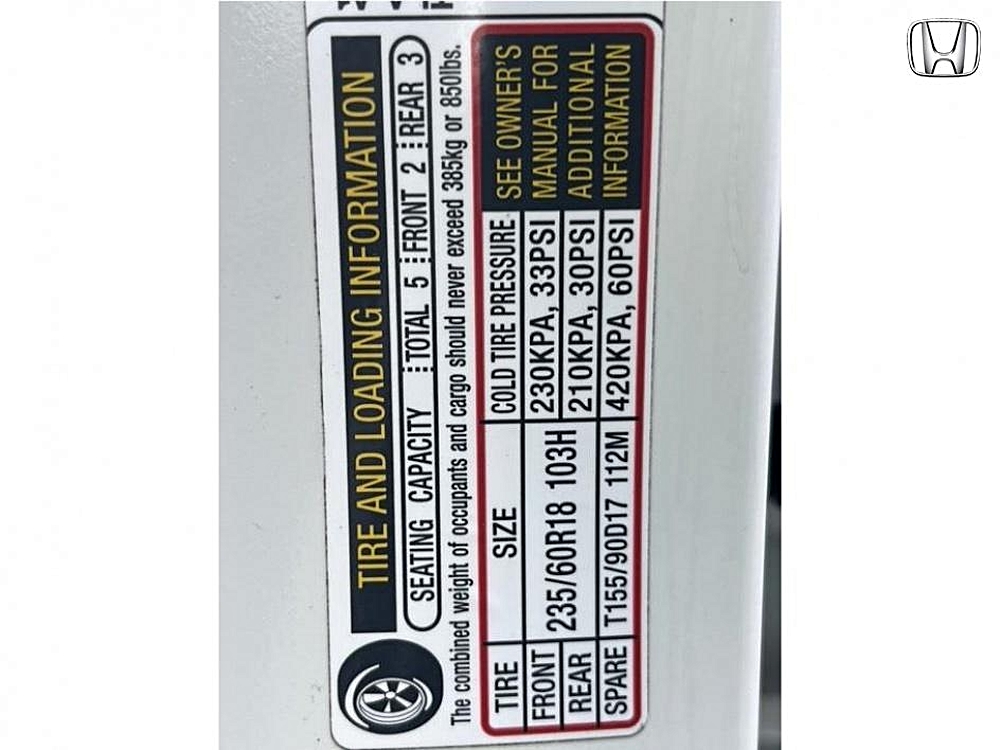 TIRE AND LOADING INFORMATION
SEATING CAPACITY TOTAL 5 FRONT 2 REAR 3
The combined weight of occupants and cargo should never exceed 385kg or 850lbs.
TIRE SIZE COLD TIRE PRESSURE
FRONT 235/60R18 103H 230KPA, 33PSI
REAR 210KPA, 30PSI
SPARE T155/90D17 112M 420KPA, 60PSI
SEE OWNER'S
MANUAL FOR
ADDITIONAL
INFORMATION